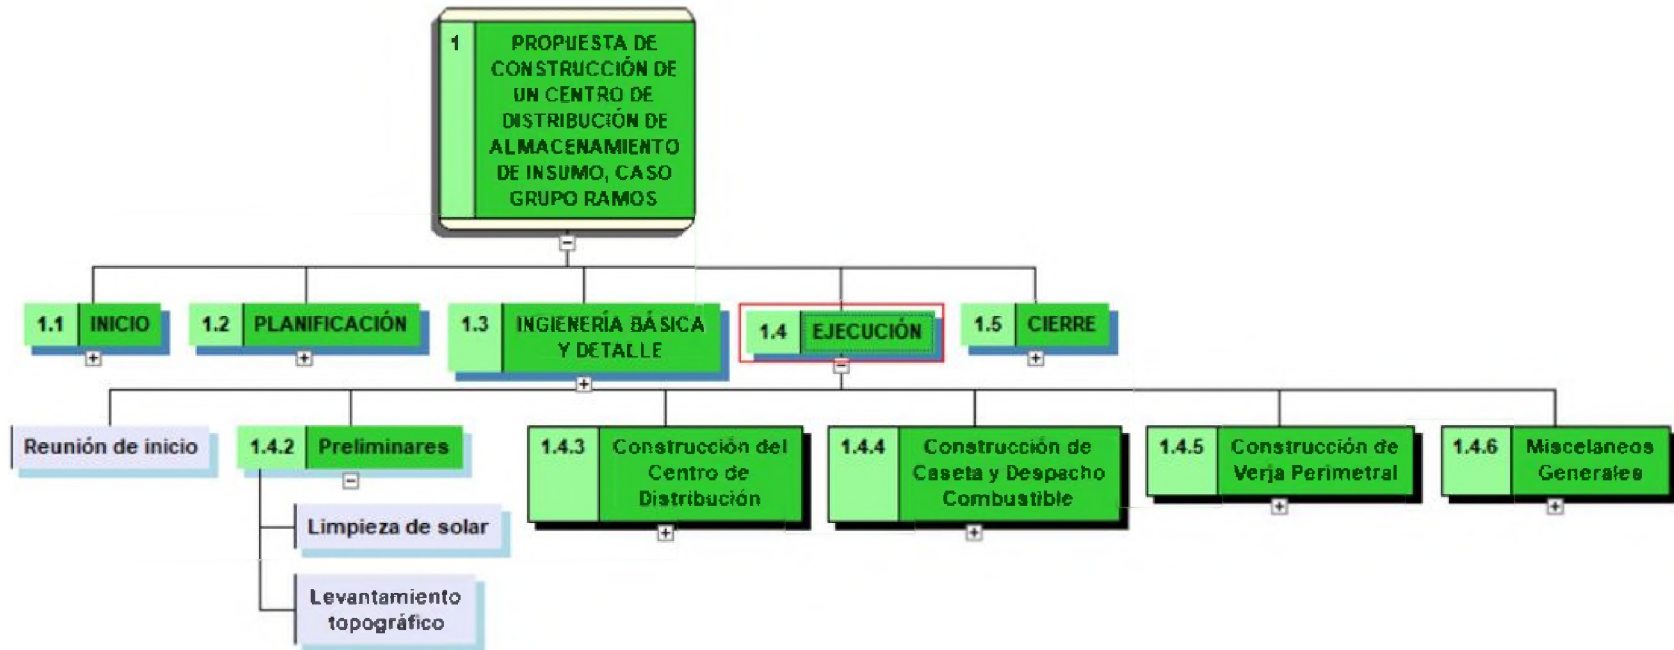 1
PROPUESTA DE
CONSTRUCCIÓN DE
UN CENTRO DE
DISTRIBUCIÓN DE
ALMACENAMIENTO
DE INSUMO, CASO
GRUPO RAMOS
1.1 INICIO
1.2 PLANIFICACIÓN
1.3 INGIENERÍA BÁSICA
Y DETALLE
1.4 EJECUCIÓN
1.5 CIERRE
Reunión de inicio
1.4.2 Preliminares
1.4.3 Construcción del
Centro de
Distribución
1.4.4 Construcción de
Caseta y Despacho
Combustible
1.4.5 Construcción de
Verja Perimetral
1.4.6 Miscelaneos
Generales
Limpieza de solar
Levantamiento
topográfico